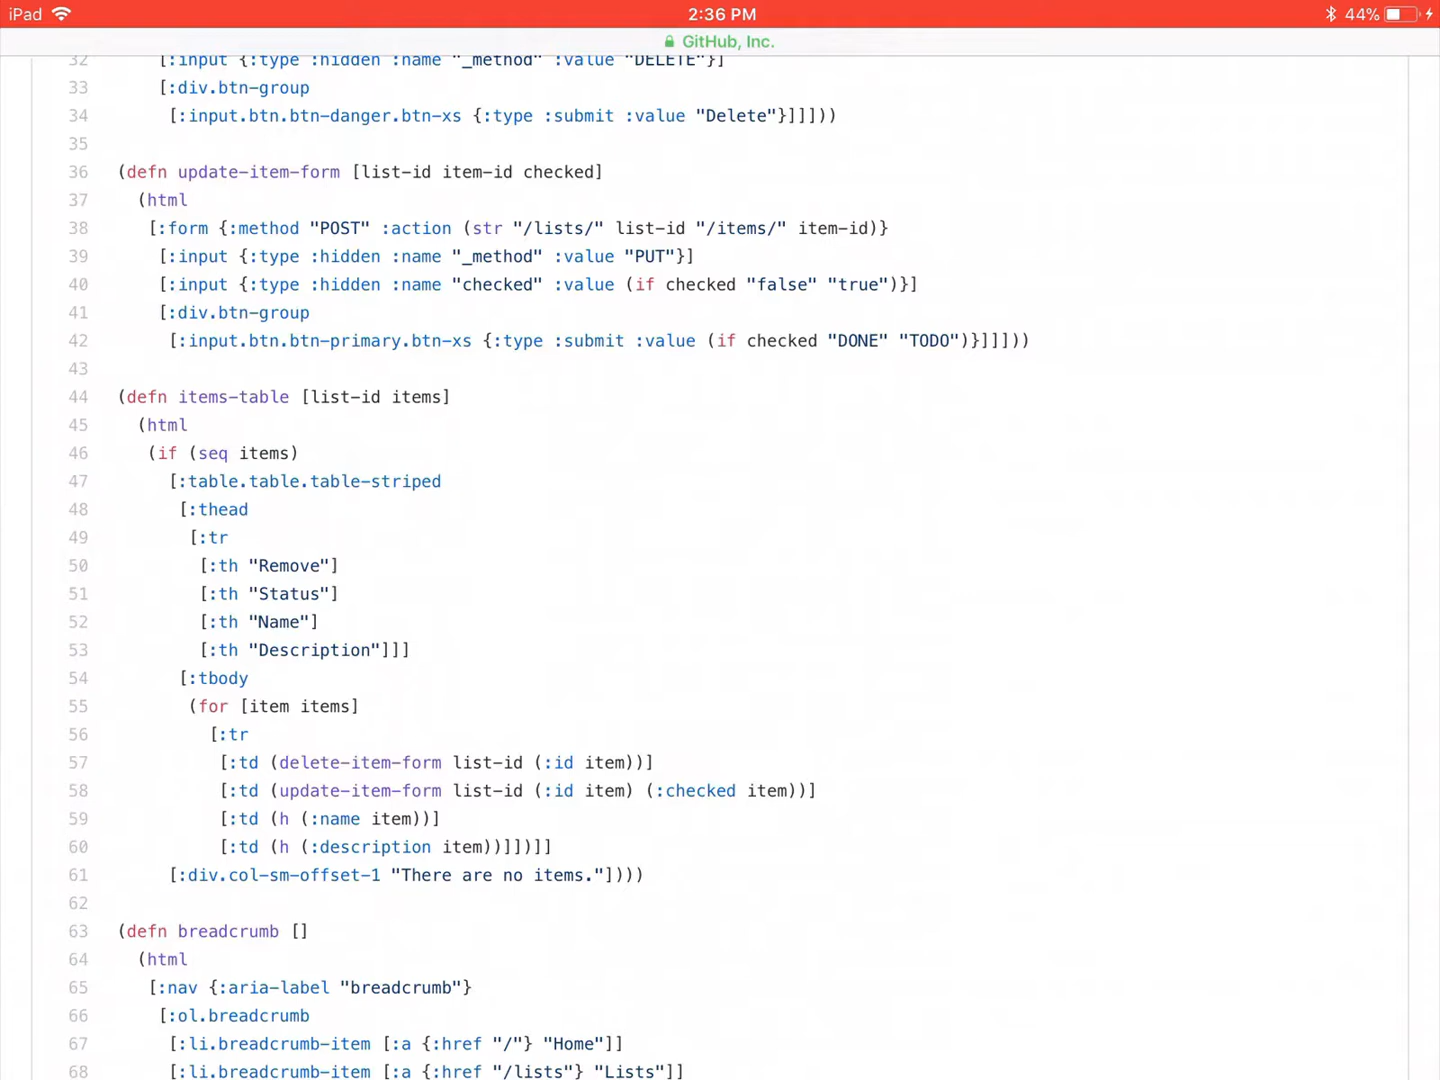 iPad
2:36 PM
44%
GitHub, Inc.
32 [:input {:type :hidden :name "_method" :value "DELETE"}]
33 [:div.btn-group
34 [:input.btn.btn-danger.btn-xs {:type :submit :value "Delete"}]]]))
35
36 (defn update-item-form [list-id item-id checked]
37 (html
38 [:form {:method "POST" :action (str "/lists/" list-id "/items/" item-id)}
39 [:input {:type :hidden :name "_method" :value "PUT"}]
40 [:input {:type :hidden :name "checked" :value (if checked "false" "true")}]
41 [:div.btn-group
42 [:input.btn.btn-primary.btn-xs {:type :submit :value (if checked "DONE" "TODO")}]]]))
43
44 (defn items-table [list-id items]
45 (html
46 (if (seq items)
47 [:table.table.table-striped
48 [:thead
49 [:tr
50 [:th "Remove"]
51 [:th "Status"]
52 [:th "Name"]
53 [:th "Description"]]]
54 [:tbody
55 (for [item items]
56 [:tr
57 [:td (delete-item-form list-id (:id item))]
58 [:td (update-item-form list-id (:id item) (:checked item))]
59 [:td (h (:name item))]
60 [:td (h (:description item))]])]]
61 [:div.col-sm-offset-1 "There are no items."])))
62
63 (defn breadcrumb []
64 (html
65 [:nav {:aria-label "breadcrumb"}
66 [:ol.breadcrumb
67 [:li.breadcrumb-item [:a {:href "/"} "Home"]]
68 [:li.breadcrumb-item [:a {:href "/lists"} "Lists"]]